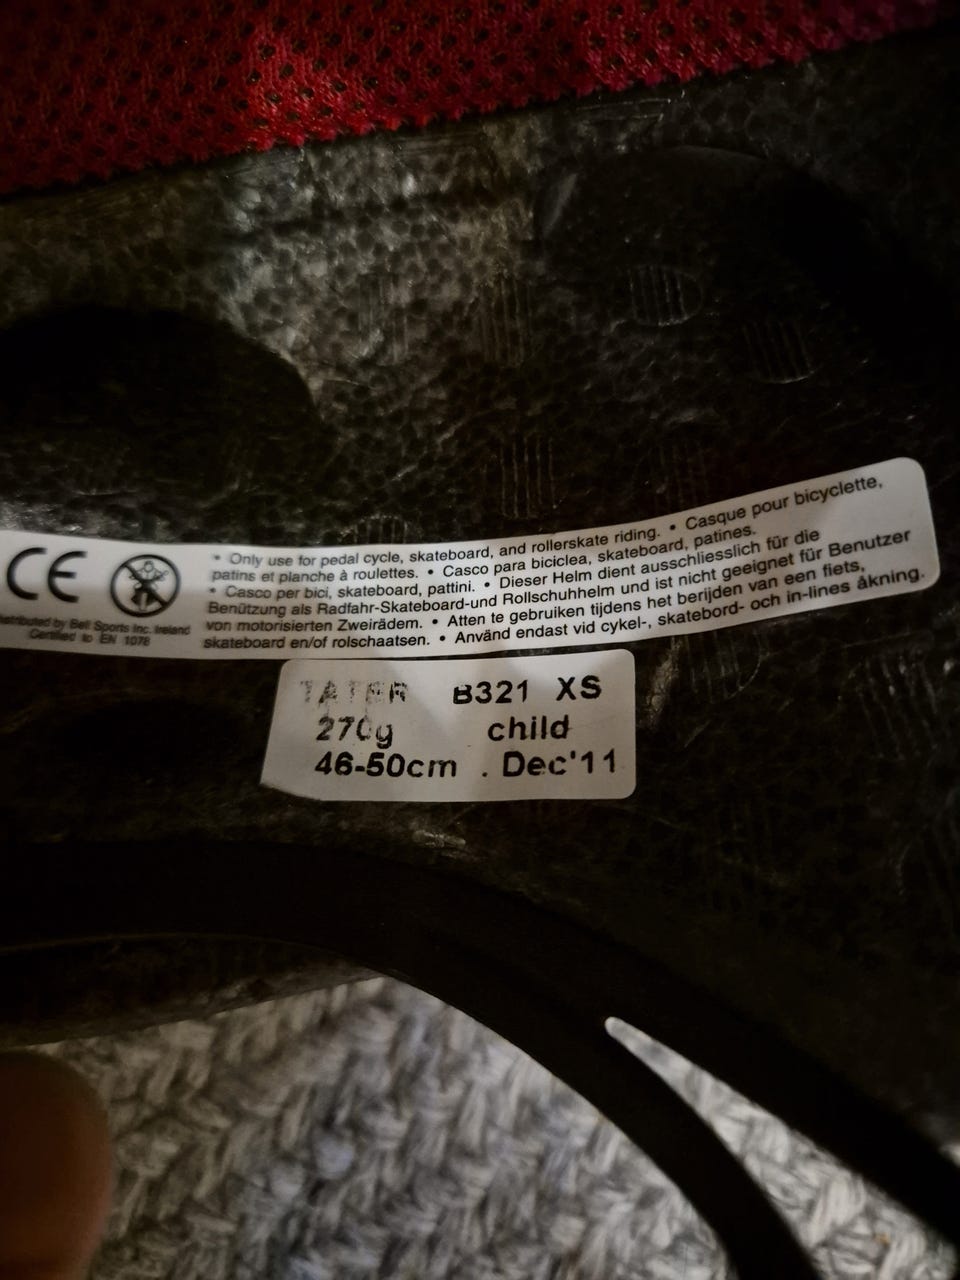 CE
• Only use for pedal cycle, skateboard, and rollerskate riding. • Casque pour bicyclette,
patins et planche à roulettes. • Casco para biciclea, skateboard, patines.
• Casco per bici, skateboard, pattini. • Dieser Helm dient ausschliesslich für die
Benützung als Radfahr-Skateboard-und Rollschuhhelm und ist nicht geeignet für Benutzer
von motorisierten Zweirädem. • Atten te gebruiken tijdens het berijden van een fiets,
skateboard en/of rolschaatsen. • Använd endast vid cykel-, skatebord- och in-lines åkning.
by Bell Sports Inc. Ireland
Certified to EN 1078
TATER B321 XS
270g child
46-50cm . Dec'11